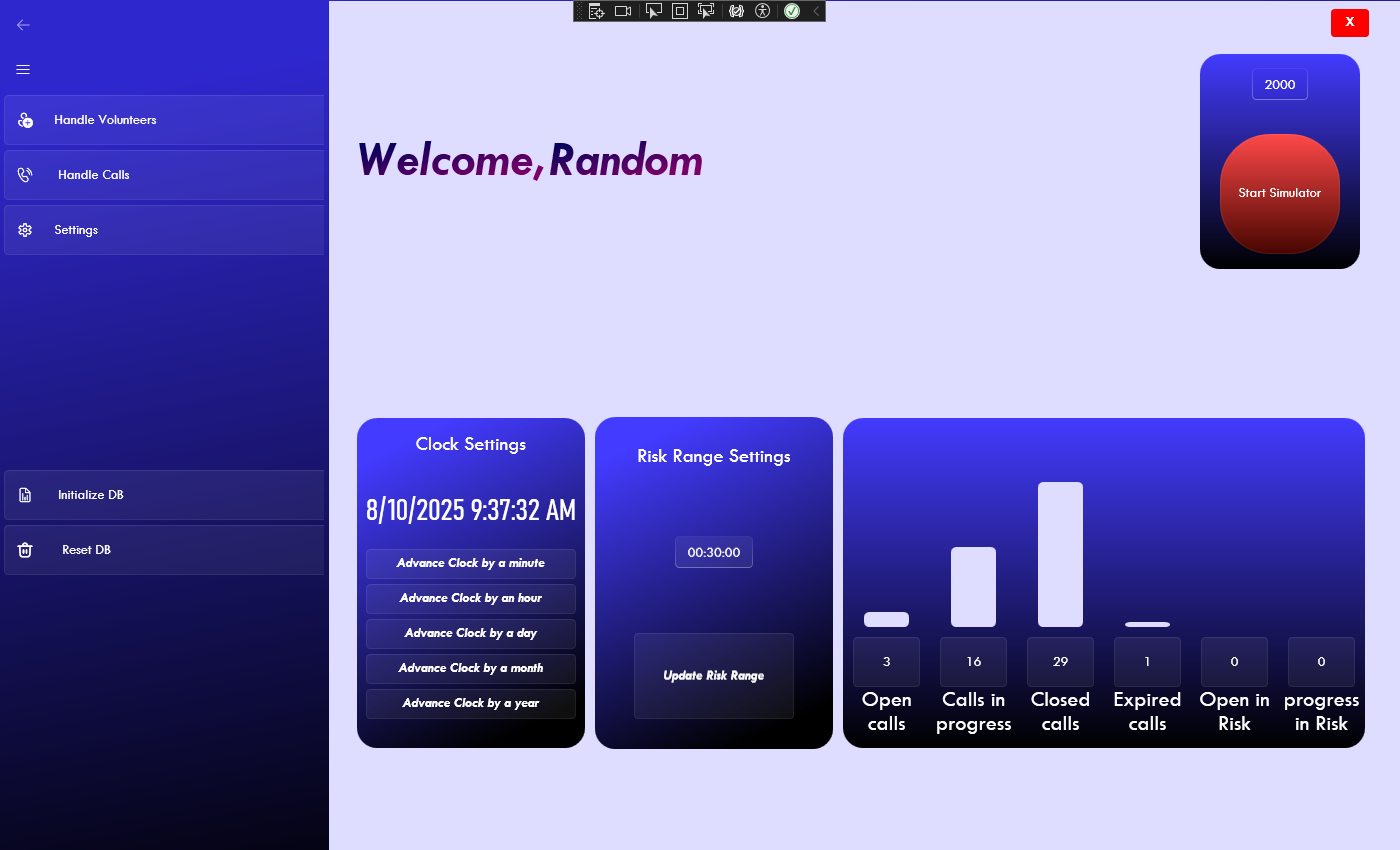 X
Handle Volunteers
Handle Calls
Settings
Initialize DB
Reset DB
Welcome, Random
2000
Start Simulator
Clock Settings
8/10/2025 9:37:32 AM
Advance Clock by a minute
Advance Clock by an hour
Advance Clock by a day
Advance Clock by a month
Advance Clock by a year
Risk Range Settings
00:30:00
Update Risk Range
3
16
29
1
0
0
Open
calls
Calls in
progress
Closed
calls
Expired
calls
Open in
Risk
progress
in Risk